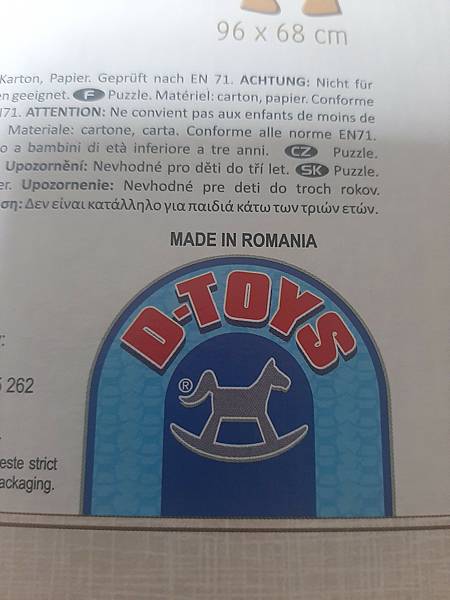 96 x 68 cm
Karton, Papier. Geprüft nach EN 71. ACHTUNG: Nicht für
geeignet. F Puzzle. Matériel: carton, papier. Conforme
ATTENTION: Ne convient pas aux enfants de moins de
Materiale: cartone, carta. Conforme alle norme EN71.
o a bambini di età inferiore a tre anni. CZ Puzzle.
Upozornění: Nevhodné pro děti do tří let. SK Puzzle.
er. Upozornenie: Nevhodné pre deti do troch rokov.
ση: Δεν είναι κατάλληλο για παιδιά κάτω των τριών ετών.
MADE IN ROMANIA
D-TOYS
®
262
este strict
ackaging.